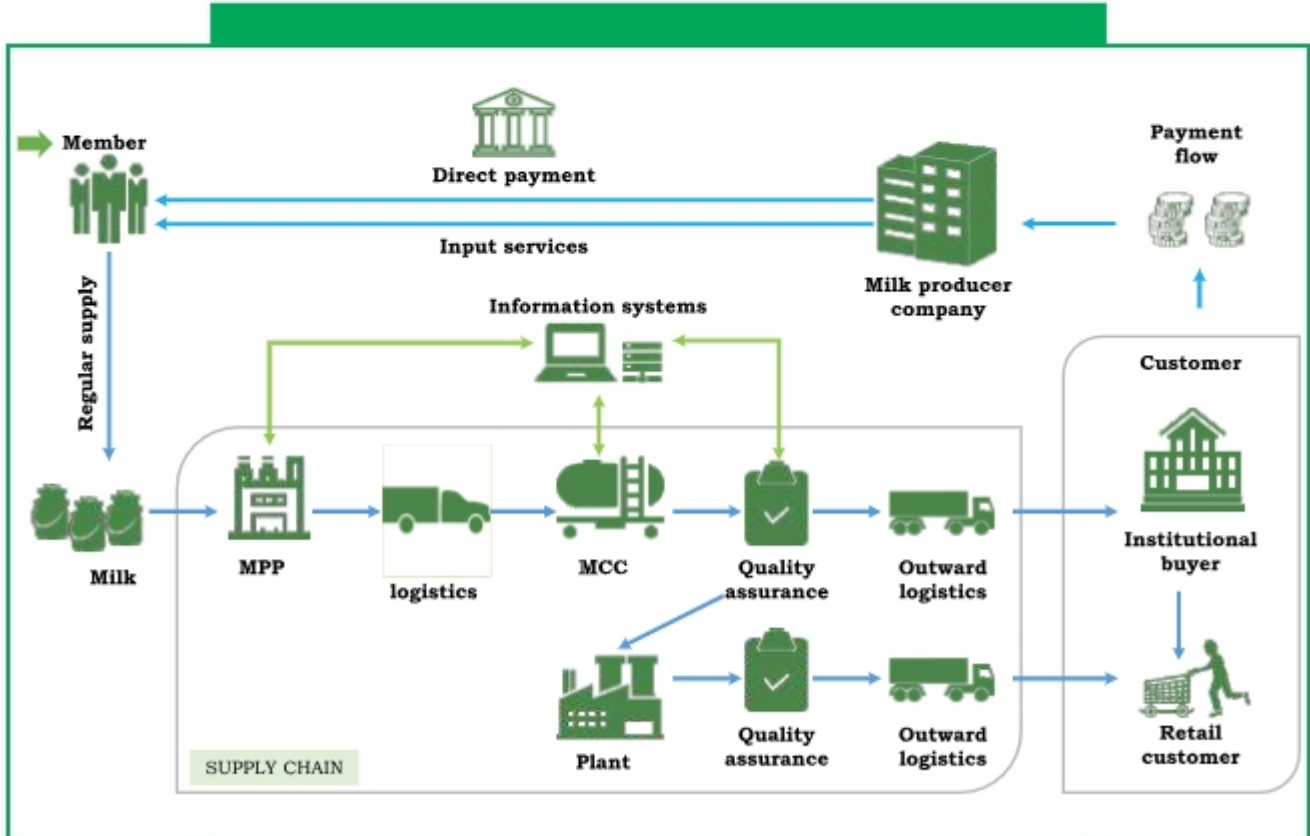 Member
Direct payment
Input services
Milk producer
company
Payment
flow
Regular supply
Information systems
Customer
Milk
MPP
logistics
MCC
Quality
assurance
Outward
logistics
Institutional
buyer
Plant
Quality
assurance
Outward
logistics
Retail
customer
SUPPLY CHAIN